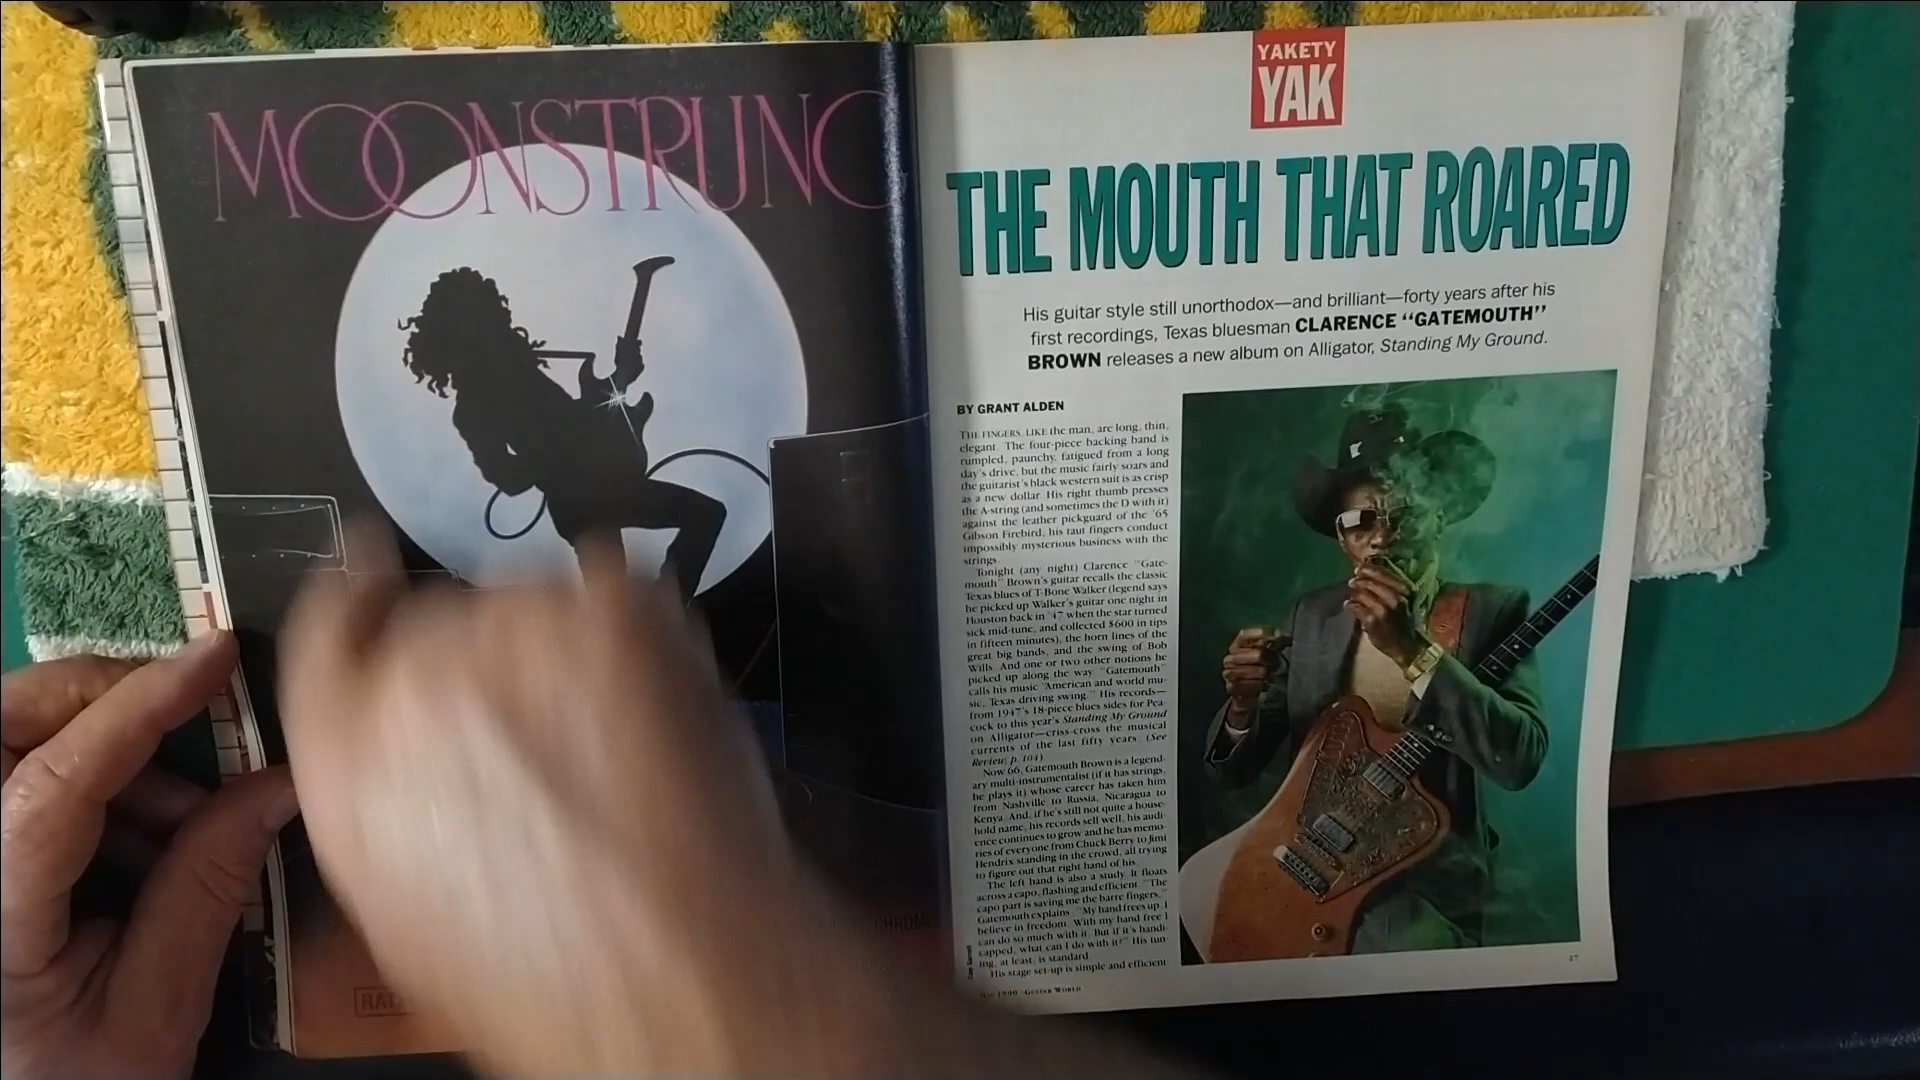 MOONSTRUNG
CHROME
YAKETY
YAK
THE MOUTH THAT ROARED
His guitar style still unorthodox—and brilliant—forty years after his
first recordings, Texas bluesman CLARENCE “GATEMOUTH”
BROWN releases a new album on Alligator, Standing My Ground.
BY GRANT ALDEN
THE FINGERS, LIKE the man, are long, thin,
elegant. The four-piece backing band is
rumpled, paunchy, fatigued from a long
day's drive, but the music fairly soars and
the guitarist's black western suit is as crisp
as a new dollar. His right thumb presses
the A-string (and sometimes the D with it)
against the leather pickguard of the '65
Gibson Firebird, his taut fingers conduct
impossibly mysterious business with the
strings.
Tonight (any night) Clarence “Gate-
mouth” Brown's guitar recalls the classic
Texas blues of T-Bone Walker (legend says
he picked up Walker's guitar one night in
Houston back in '47 when the star turned
sick mid-tune, and collected $600 in tips
in fifteen minutes), the horn lines of the
great big bands, and the swing of Bob
Wills. And one or two other notions he
picked up along the way. “Gatemouth”
calls his music “American and world mu-
sic, Texas driving swing.” His records—
from 1947's 18-piece blues sides for Pea-
cock to this year's Standing My Ground
on Alligator—criss-cross the musical
currents of the last fifty years. (See
Review, p. 104)
Now 66, Gatemouth Brown is a legend-
ary multi-instrumentalist (if it has strings,
he plays it) whose career has taken him
from Nashville to Russia, Nicaragua to
Kenya. And, if he's still not quite a house-
hold name, his records sell well, his audi-
ence continues to grow and he has memo-
ries of everyone from Chuck Berry to Jimi
Hendrix standing in the crowd, all trying
to figure out that right hand of his.
The left hand is also a study. It floats
across a capo, flashing and efficient. “The
capo part is saving me the barre fingers,”
Gatemouth explains. “My hand frees up. I
believe in freedom. With my hand free I
can do so much with it. But if it's handi-
capped, what can I do with it?” His tun-
ing, at least, is standard.
His stage set-up is simple and efficient
1990 GUITAR WORLD
27